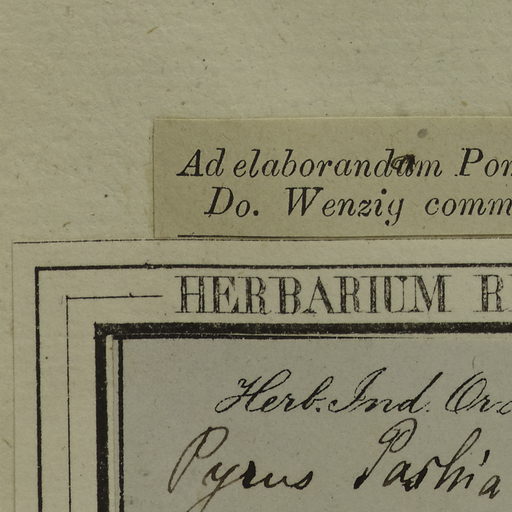 Ad elaborandam Pom
Do. Wenzig comm
HERBARIUM R
Herb. Ind. Or
Pyrus Pashia